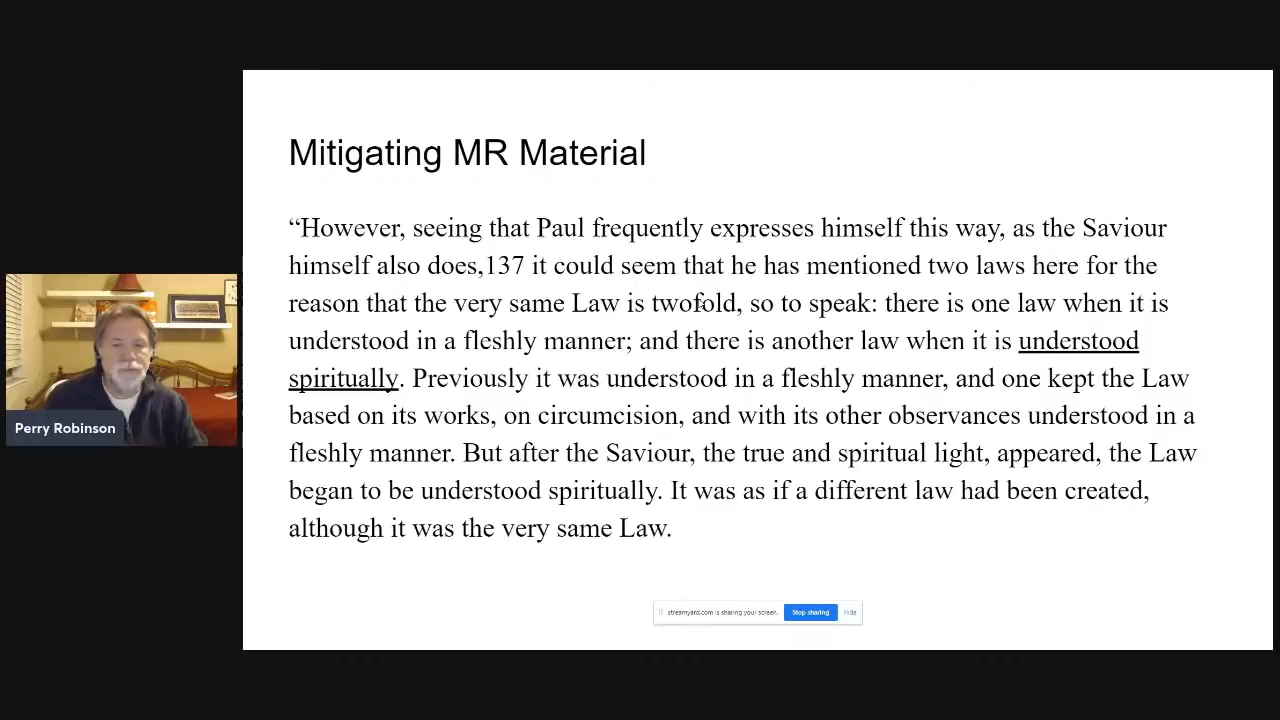 Mitigating MR Material
“However, seeing that Paul frequently expresses himself this way, as the Saviour
himself also does,137 it could seem that he has mentioned two laws here for the
reason that the very same Law is twofold, so to speak: there is one law when it is
understood in a fleshly manner; and there is another law when it is understood
spiritually. Previously it was understood in a fleshly manner, and one kept the Law
based on its works, on circumcision, and with its other observances understood in a
fleshly manner. But after the Saviour, the true and spiritual light, appeared, the Law
began to be understood spiritually. It was as if a different law had been created,
although it was the very same Law.
Perry Robinson
streamyard.com is sharing your screen. Stop sharing Hide